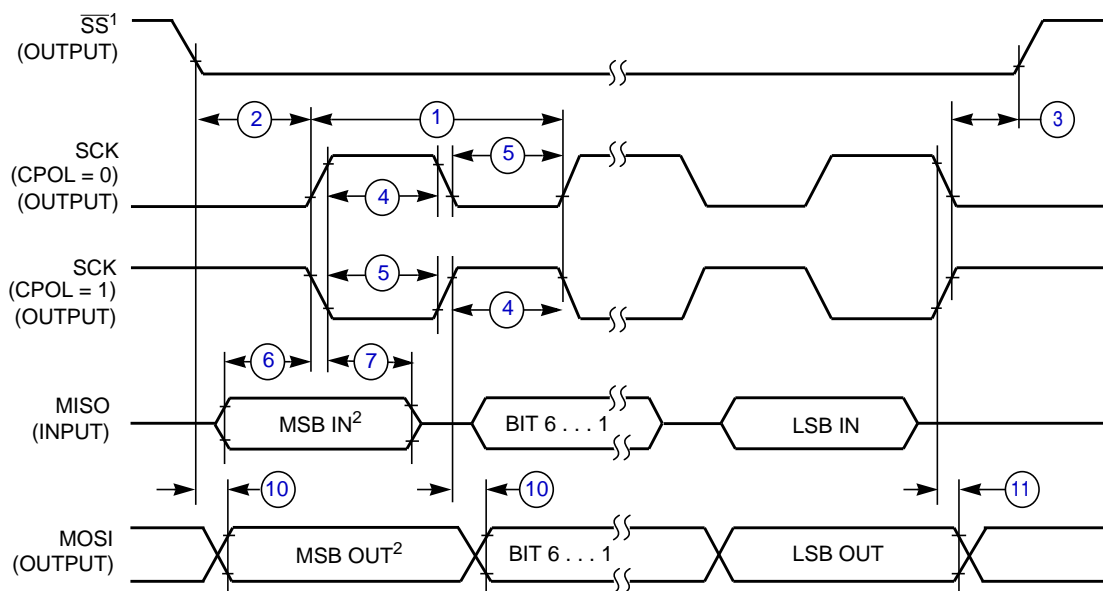 SS¹
(OUTPUT)
2
1
3
SCK
(CPOL = 0)
(OUTPUT)
5
4
SCK
(CPOL = 1)
(OUTPUT)
5
4
6
7
MISO
(INPUT)
MSB IN²
BIT 6 . . . 1
LSB IN
10
10
11
MOSI
(OUTPUT)
MSB OUT²
BIT 6 . . . 1
LSB OUT